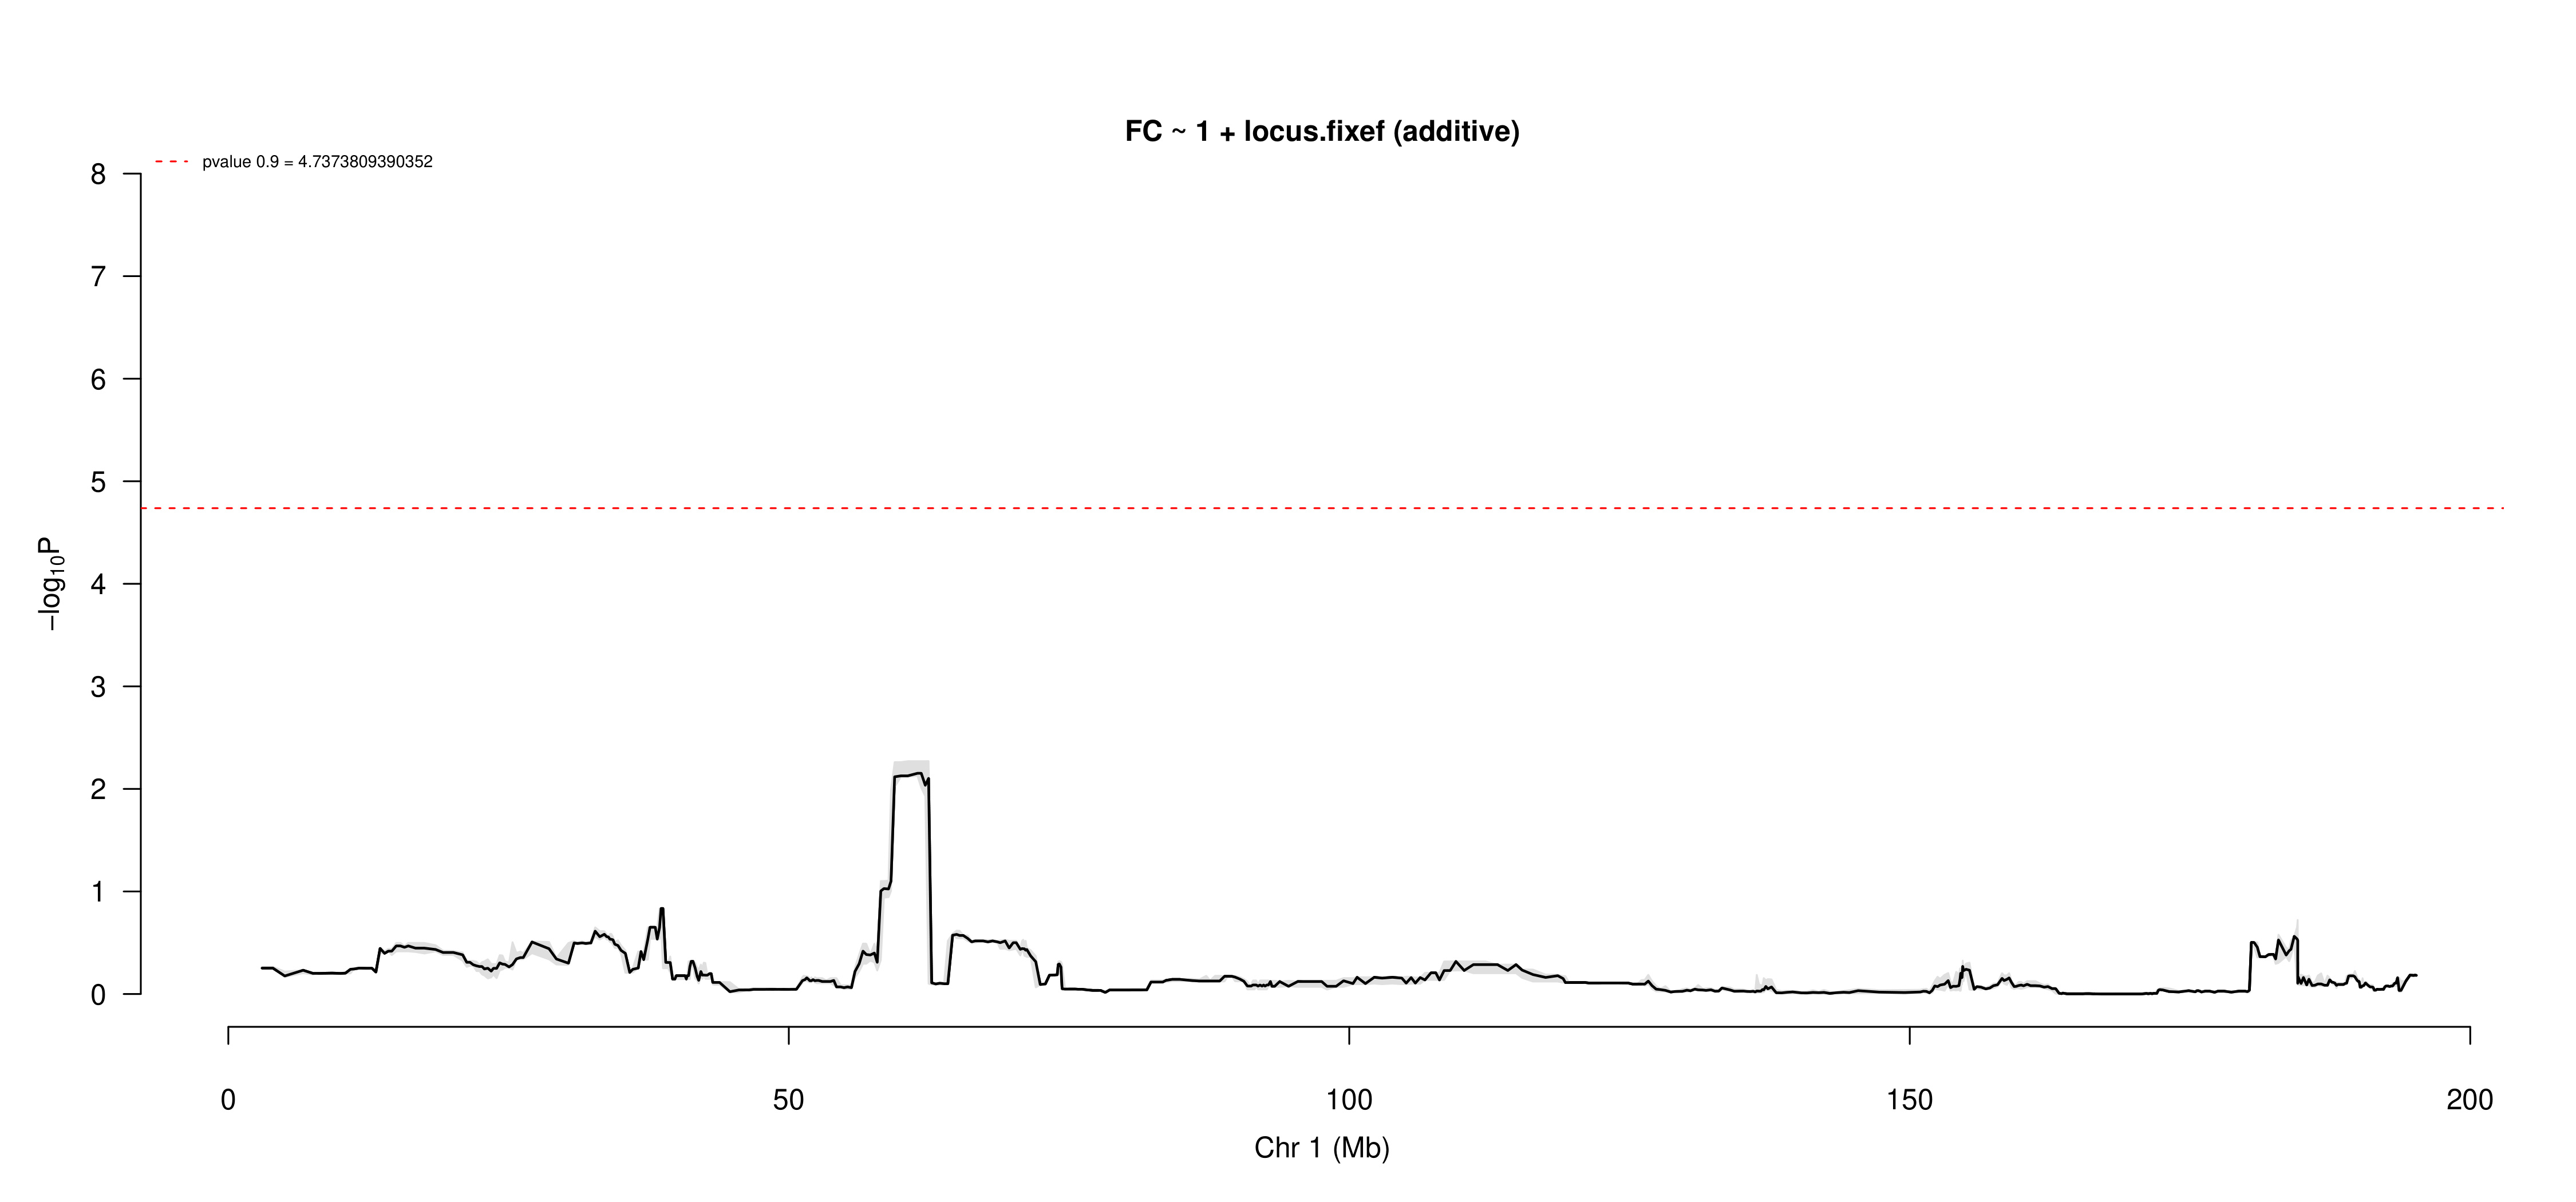 FC ~ 1 + locus.fixef (additive)
pvalue 0.9 = 4.7373809390352
8
7
6
5
4
3
2
1
0
−log10P
0 50 100 150 200
Chr 1 (Mb)